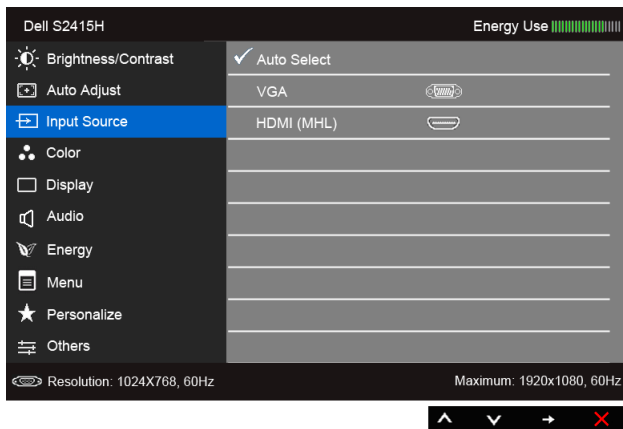 Dell S2415H Energy Use
Brightness/Contrast Auto Select
Auto Adjust VGA
Input Source HDMI (MHL)
Color
Display
Audio
Energy
Menu
Personalize
Others
Resolution: 1024X768, 60Hz Maximum: 1920x1080, 60Hz